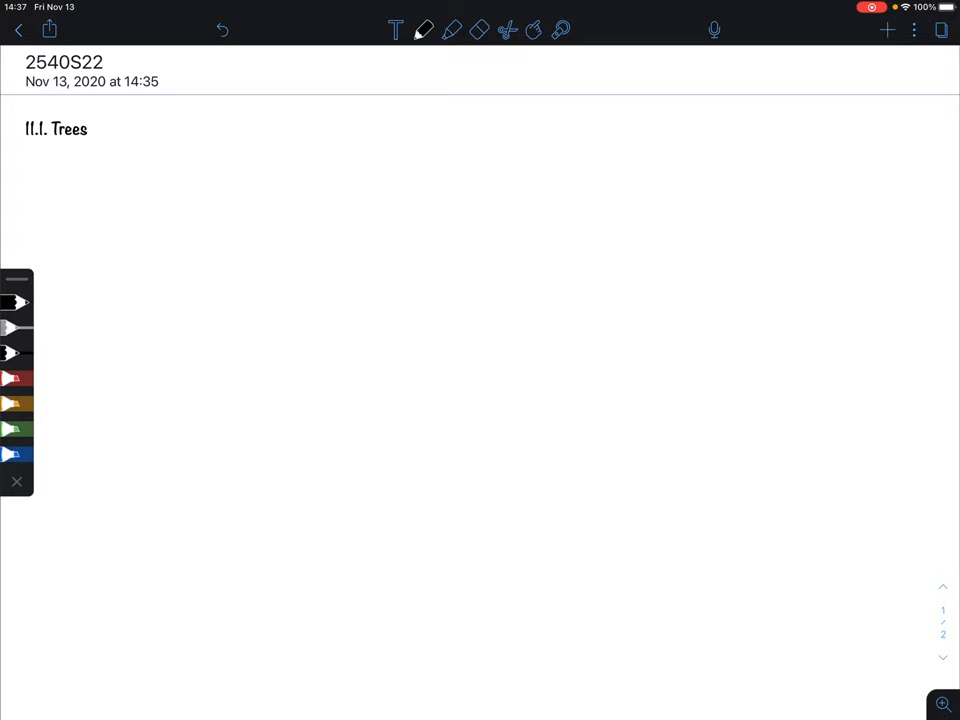 14:37 Fri Nov 13
100%
T
2540S22
Nov 13, 2020 at 14:35
11.1. Trees
1
/
2